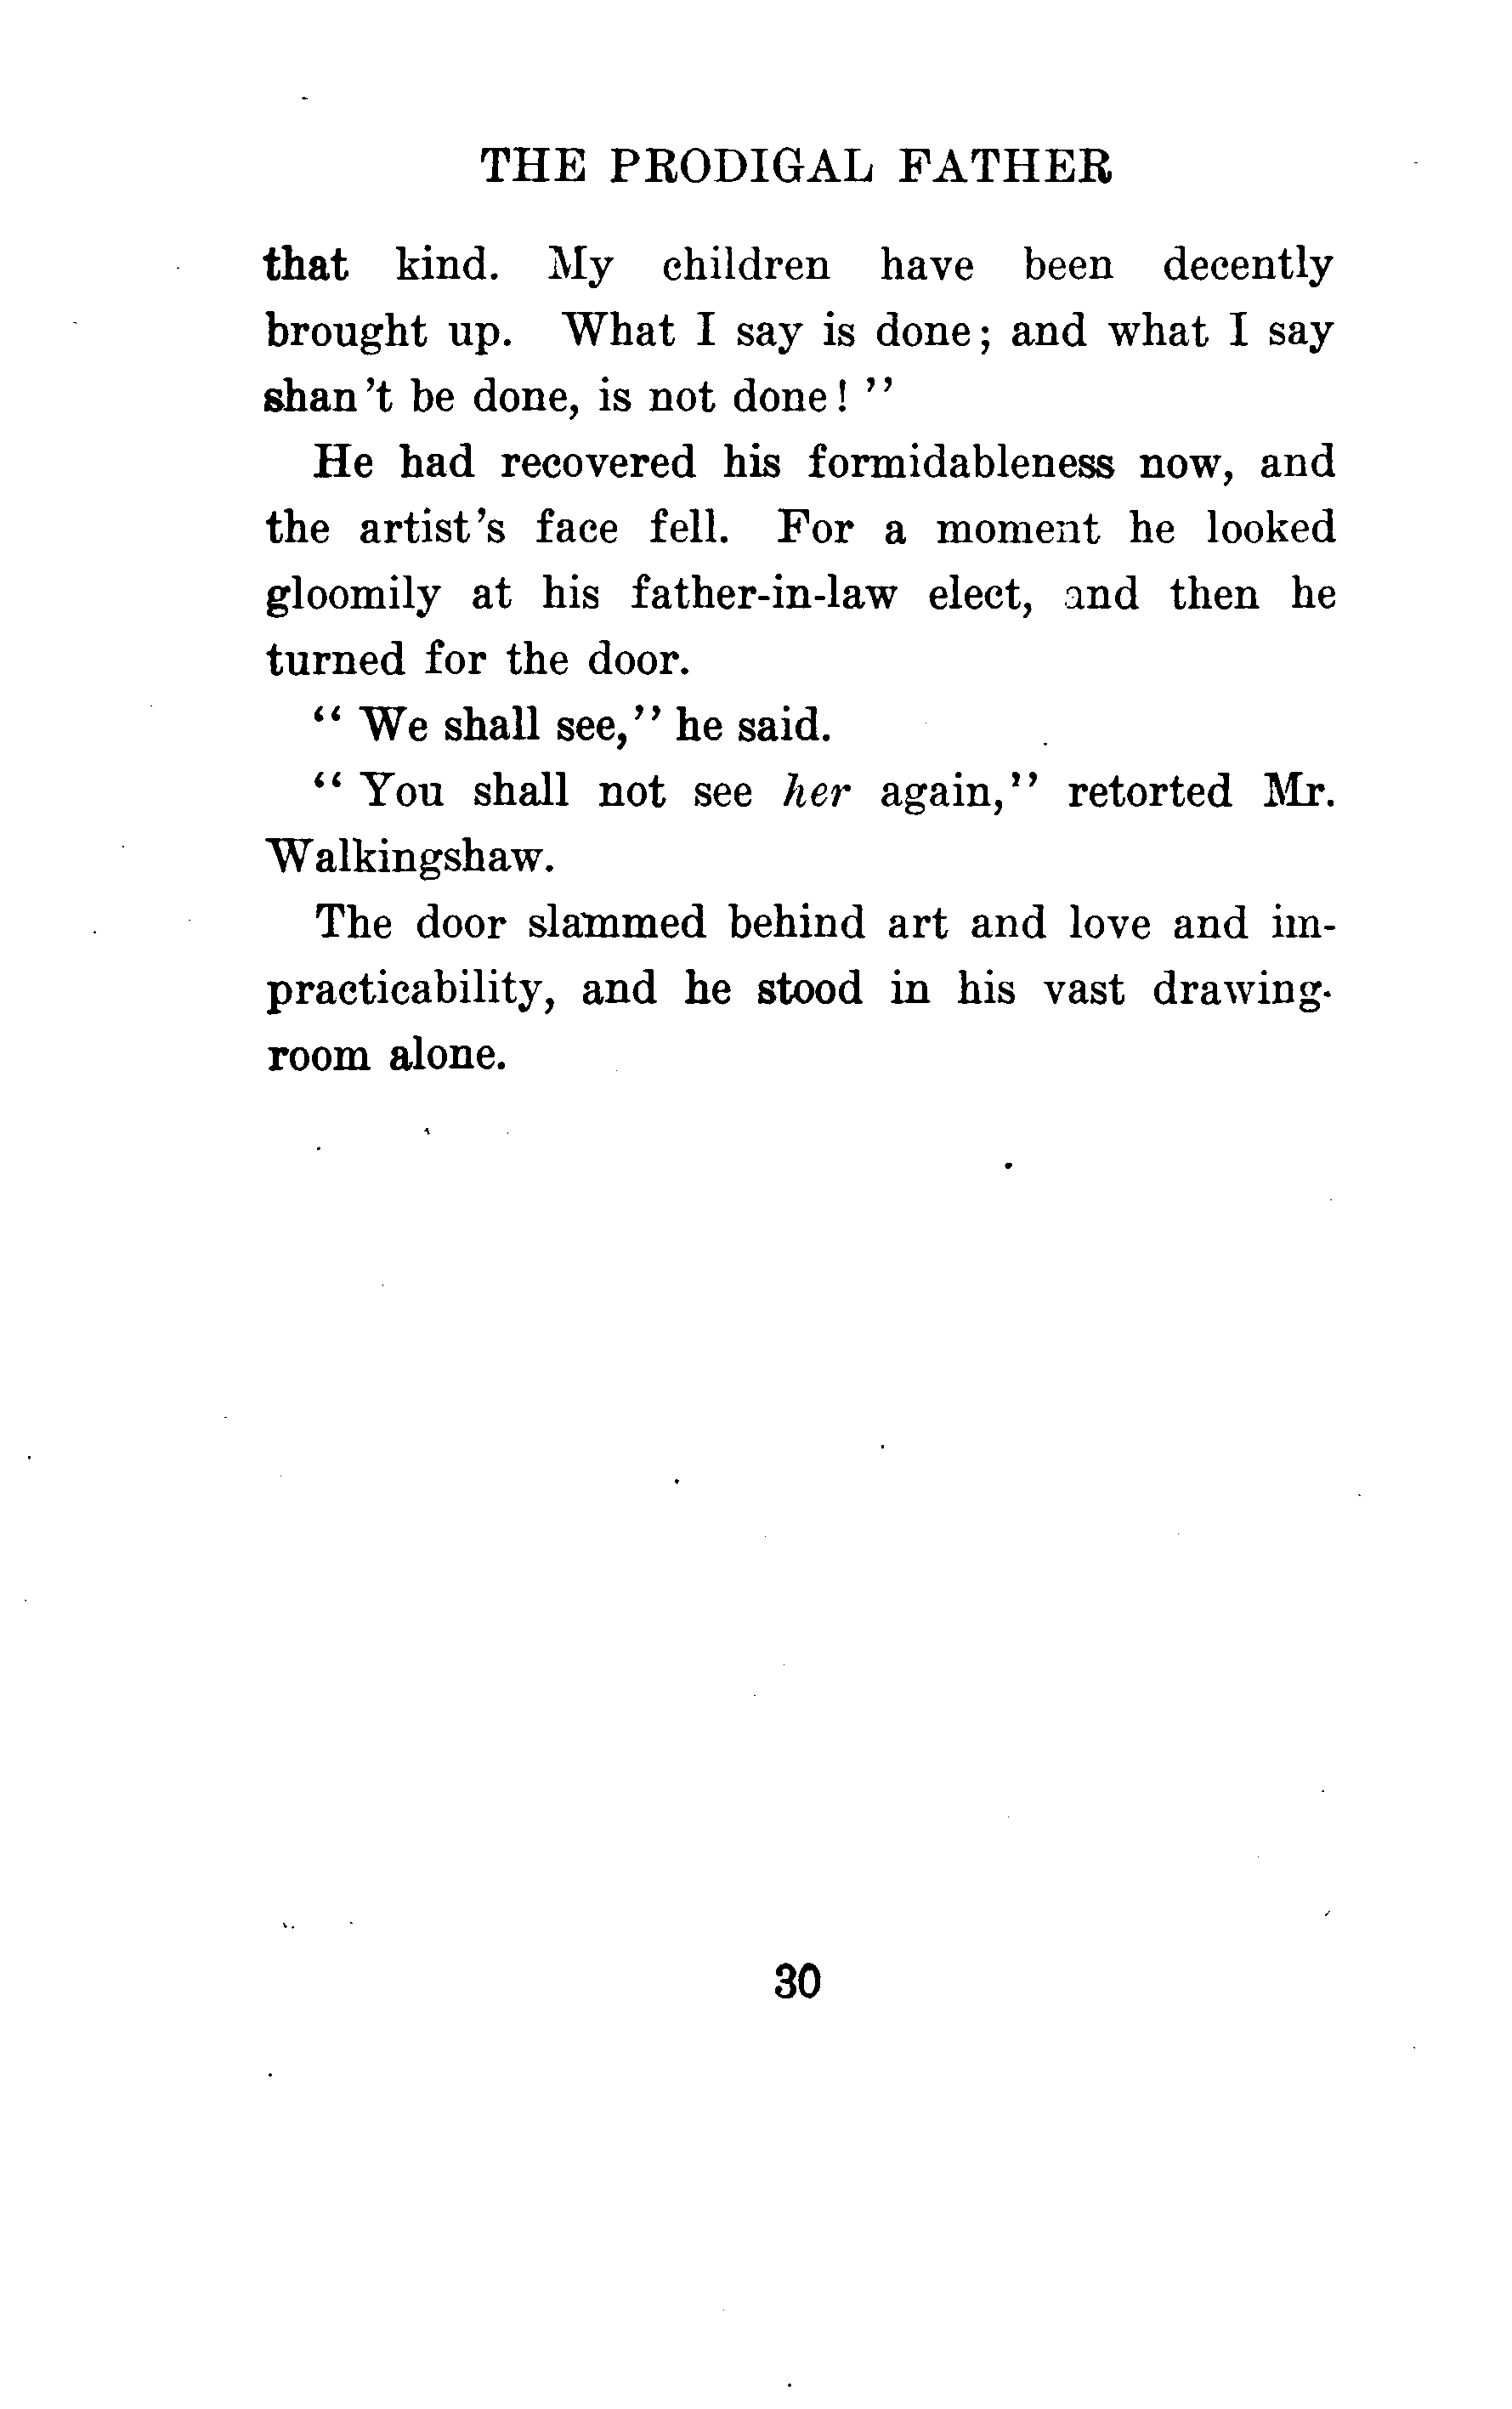 THE PRODIGAL FATHER
that kind. My children have been decently
brought up. What I say is done; and what I say
shan't be done, is not done!"
He had recovered his formidableness now, and
the artist's face fell. For a moment he looked
gloomily at his father-in-law elect, and then he
turned for the door.
"We shall see," he said.
"You shall not see her again," retorted Mr.
Walkingshaw.
The door slammed behind art and love and im-
practicability, and he stood in his vast drawing-
room alone.
30